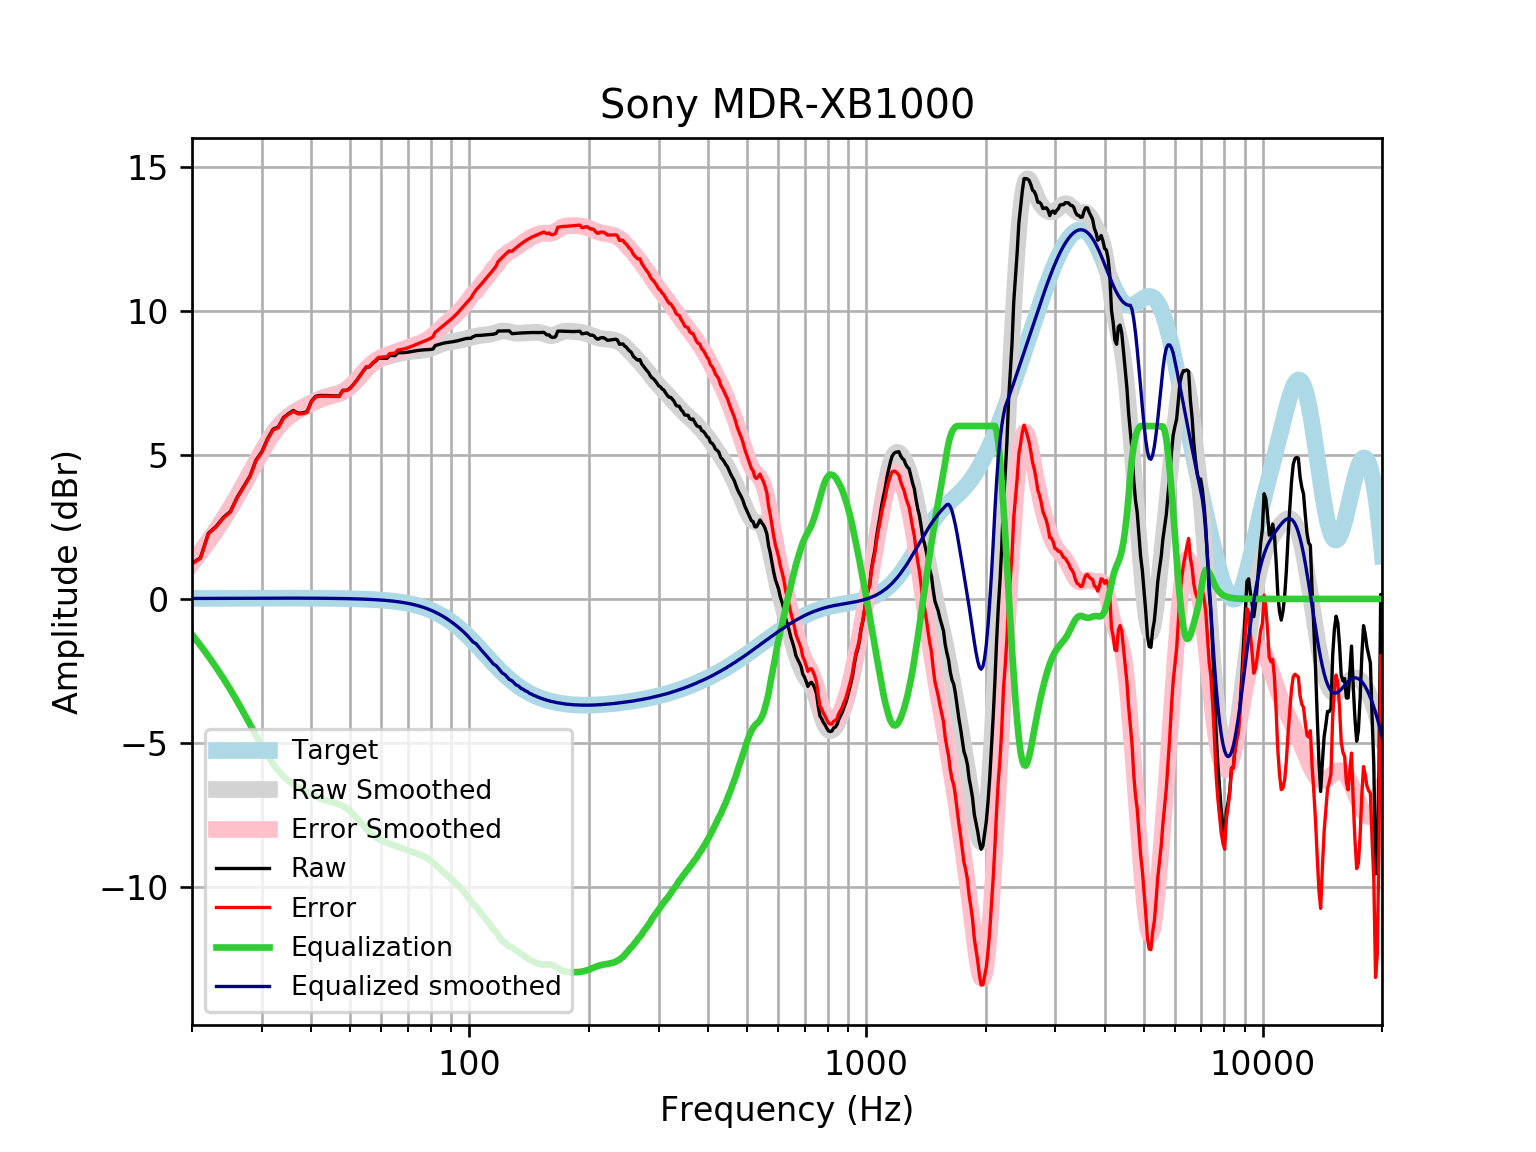 Sony MDR-XB1000
15
10
5
0
−5
−10
Amplitude (dBr)
Target
Raw Smoothed
Error Smoothed
Raw
Error
Equalization
Equalized smoothed
100 1000 10000
Frequency (Hz)